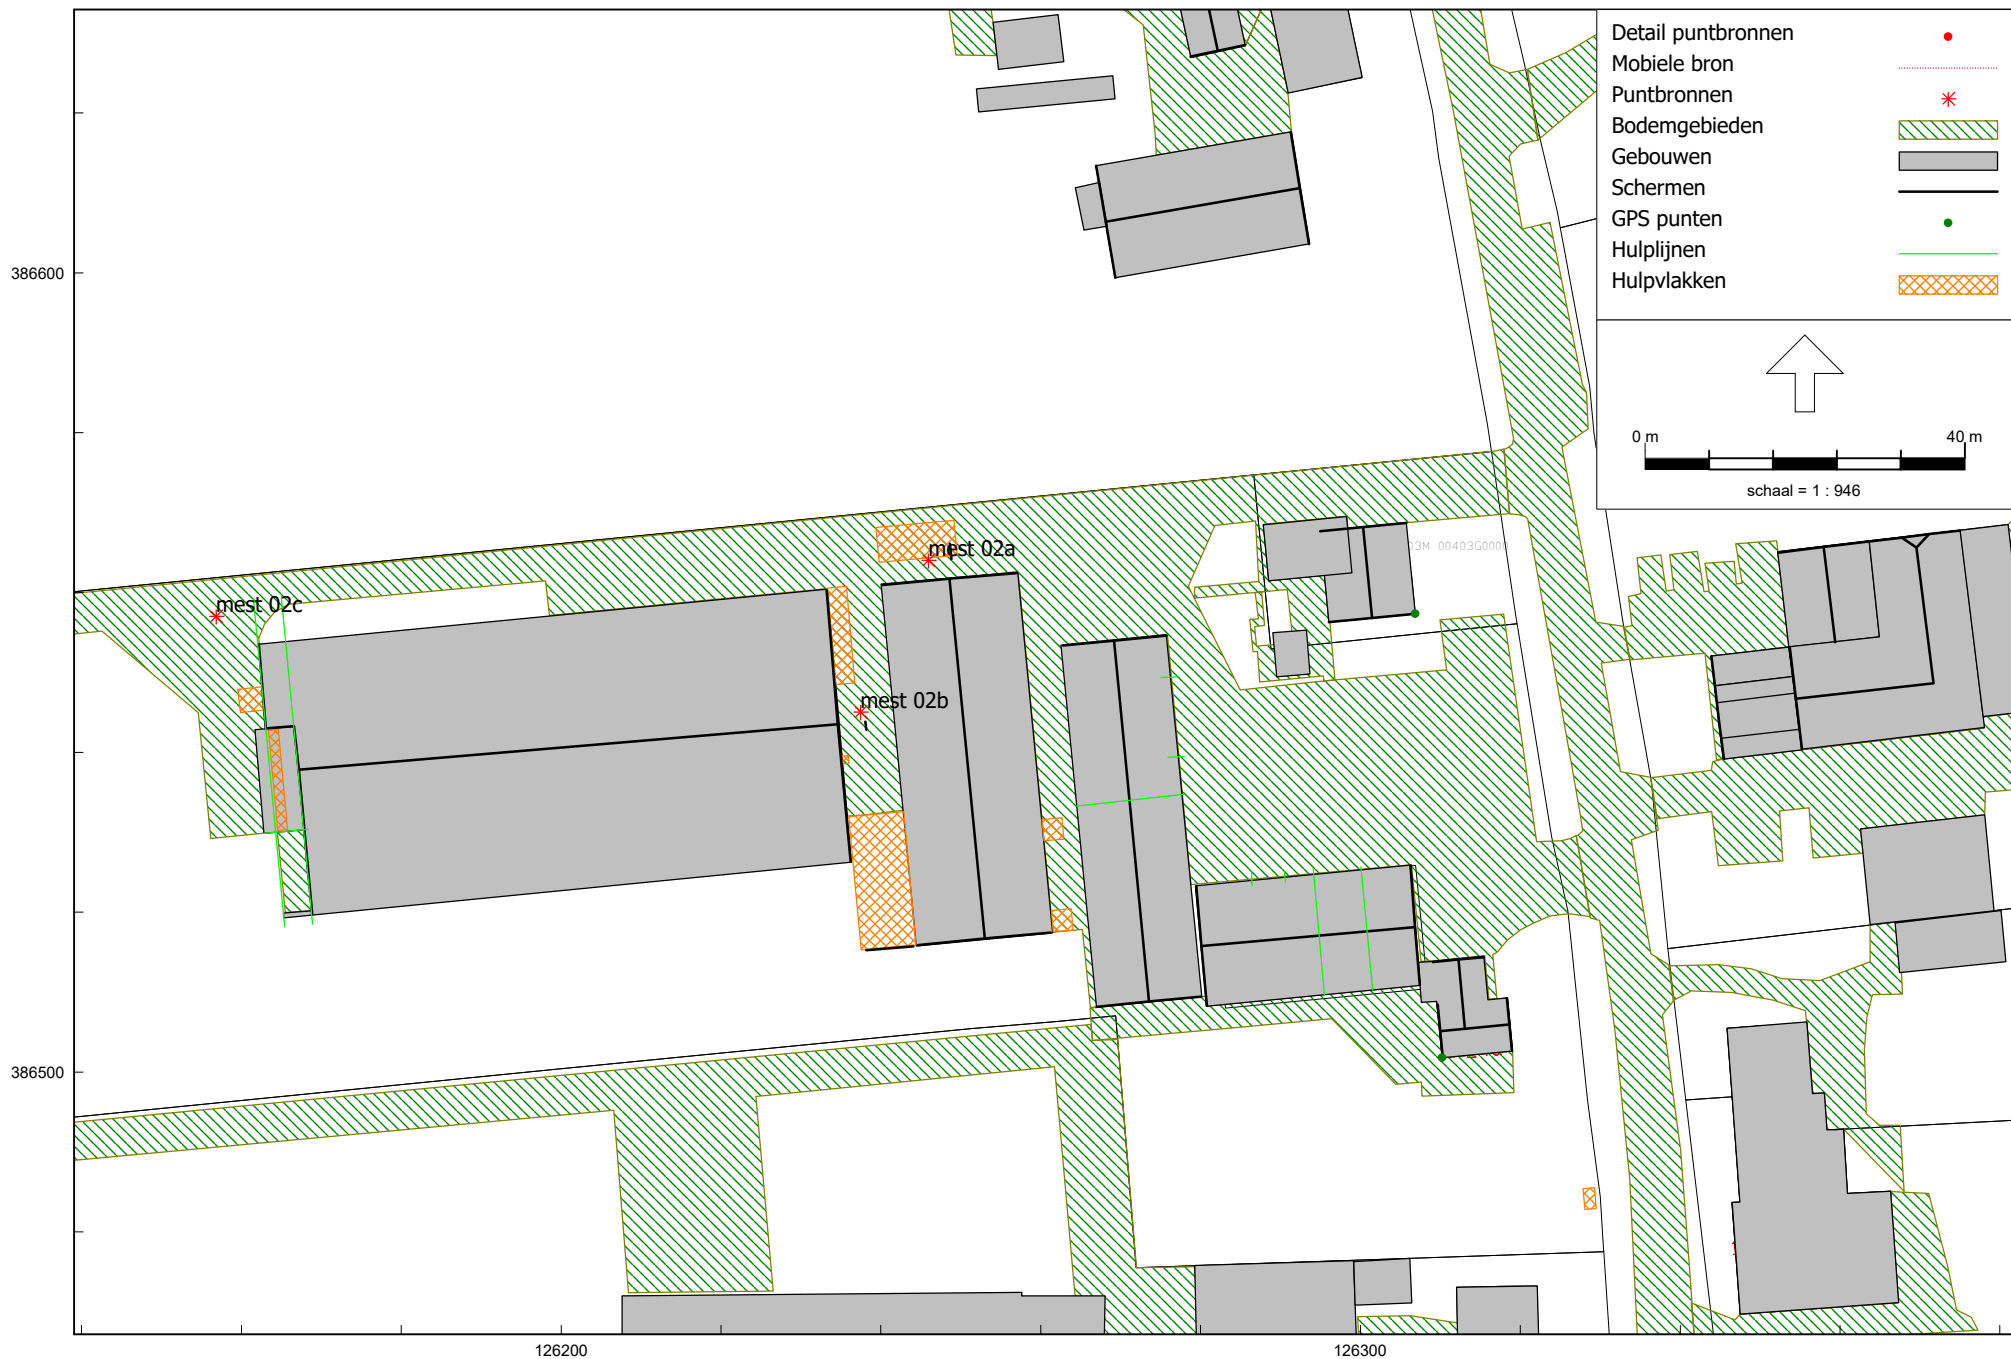 Detail puntbronnen
Mobiele bron
Puntbronnen
Bodemgebieden
Gebouwen
Schermen
GPS punten
Hulplijnen
Hulpvlakken
386600
0 m 40 m
schaal = 1 : 946
mest 02a
00403G0000
mest 02c
mest 02b
386500
126200 126300